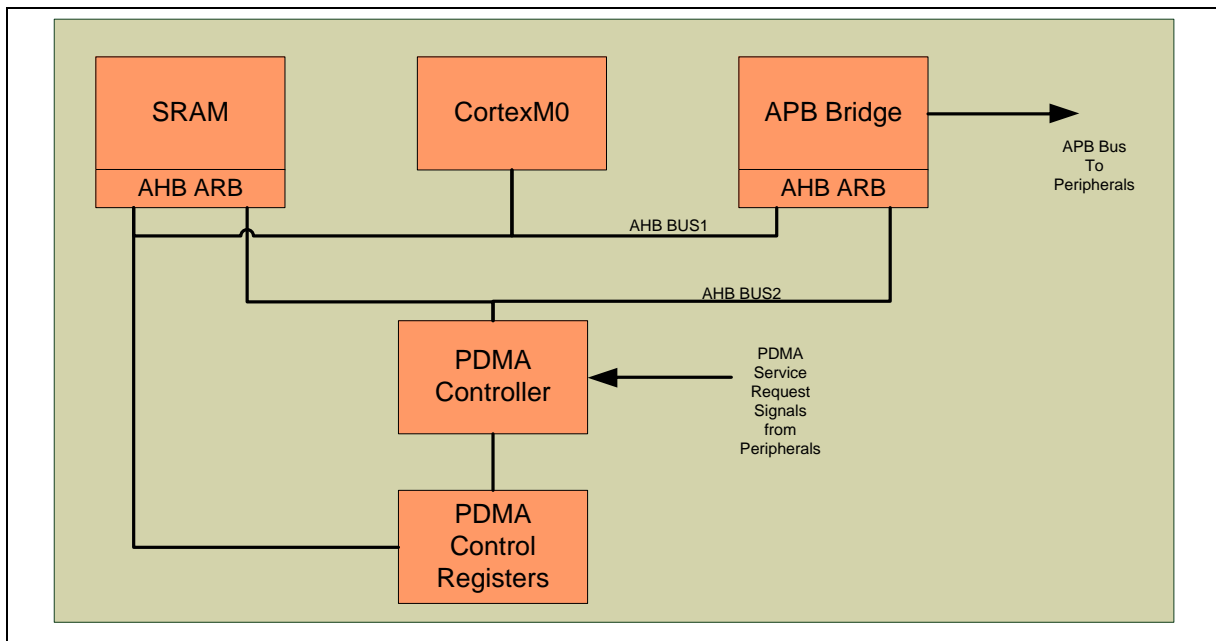 SRAM
AHB ARB
CortexM0
APB Bridge
AHB ARB
APB Bus
To
Peripherals
AHB BUS1
AHB BUS2
PDMA
Controller
PDMA
Service
Request
Signals
from
Peripherals
PDMA
Control
Registers